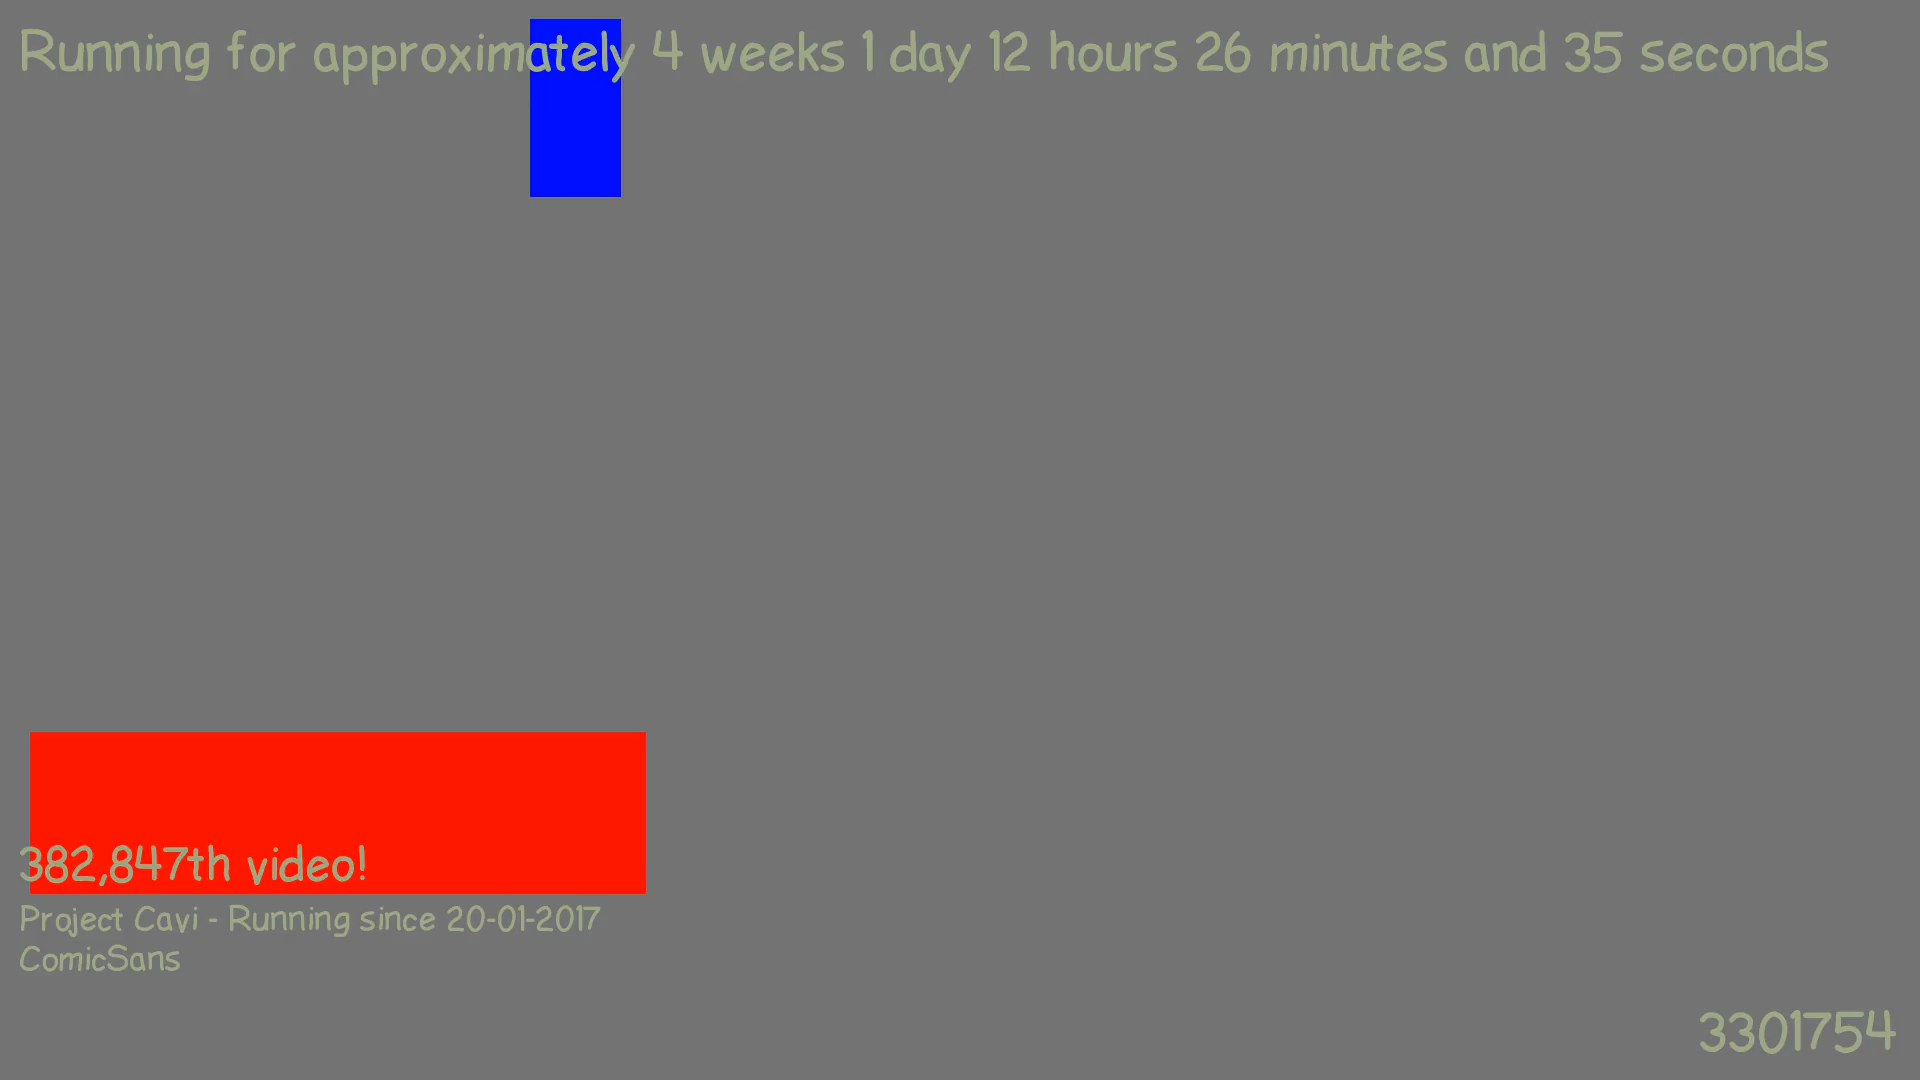 Running for approximately 4 weeks 1 day 12 hours 26 minutes and 35 seconds
382,847th video!
Project Cavi - Running since 20-01-2017
ComicSans
3301754